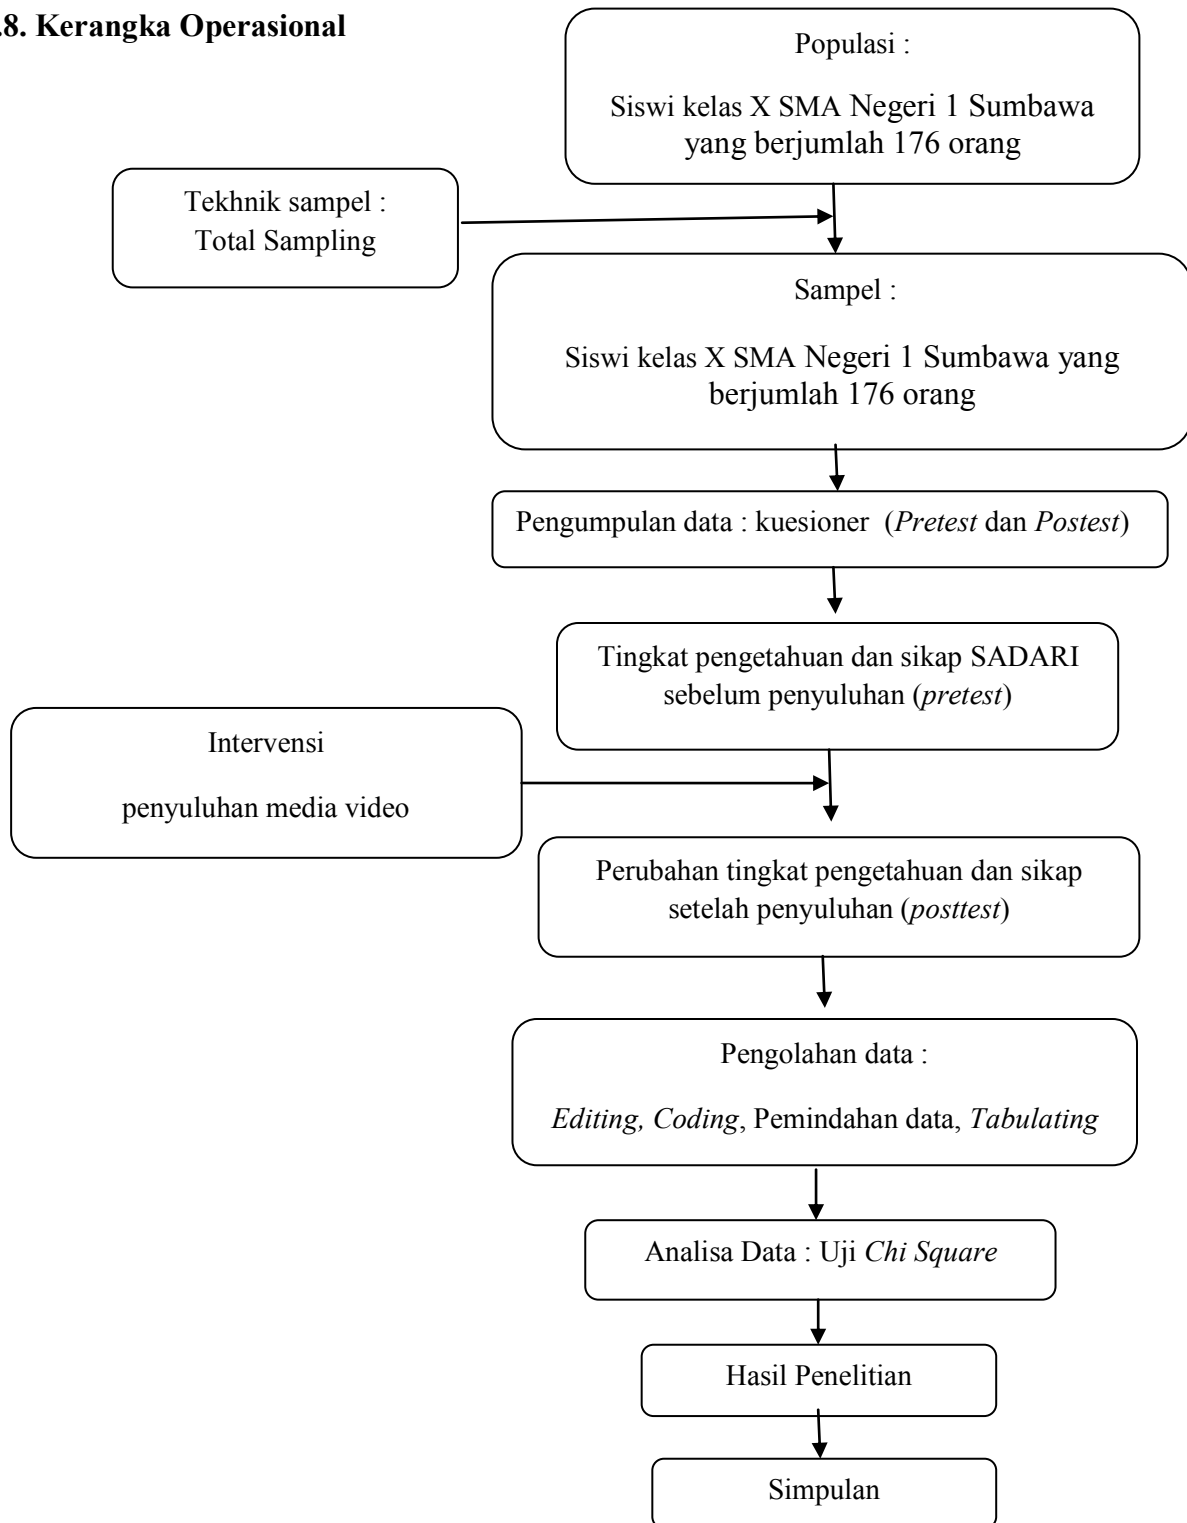 .8. Kerangka Operasional
Populasi :
Siswi kelas X SMA Negeri 1 Sumbawa
yang berjumlah 176 orang
Tekhnik sampel :
Total Sampling
Sampel :
Siswi kelas X SMA Negeri 1 Sumbawa yang
berjumlah 176 orang
Pengumpulan data : kuesioner (Pretest dan Postest)
Tingkat pengetahuan dan sikap SADARI
sebelum penyuluhan (pretest)
Intervensi
penyuluhan media video
Perubahan tingkat pengetahuan dan sikap
setelah penyuluhan (posttest)
Pengolahan data :
Editing, Coding, Pemindahan data, Tabulating
Analisa Data : Uji Chi Square
Hasil Penelitian
Simpulan